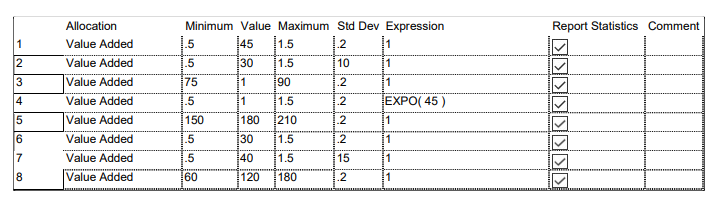 Allocation Minimum Value Maximum Std Dev Expression Report Statistics Comment
1 Value Added .5 45 1.5 .2 1
2 Value Added .5 30 1.5 10 1
3 Value Added 75 1 90 .2 1
4 Value Added .5 1 1.5 .2 EXPO( 45 )
5 Value Added 150 180 210 .2 1
6 Value Added .5 30 1.5 .2 1
7 Value Added .5 40 1.5 15 1
8 Value Added 60 120 180 .2 1